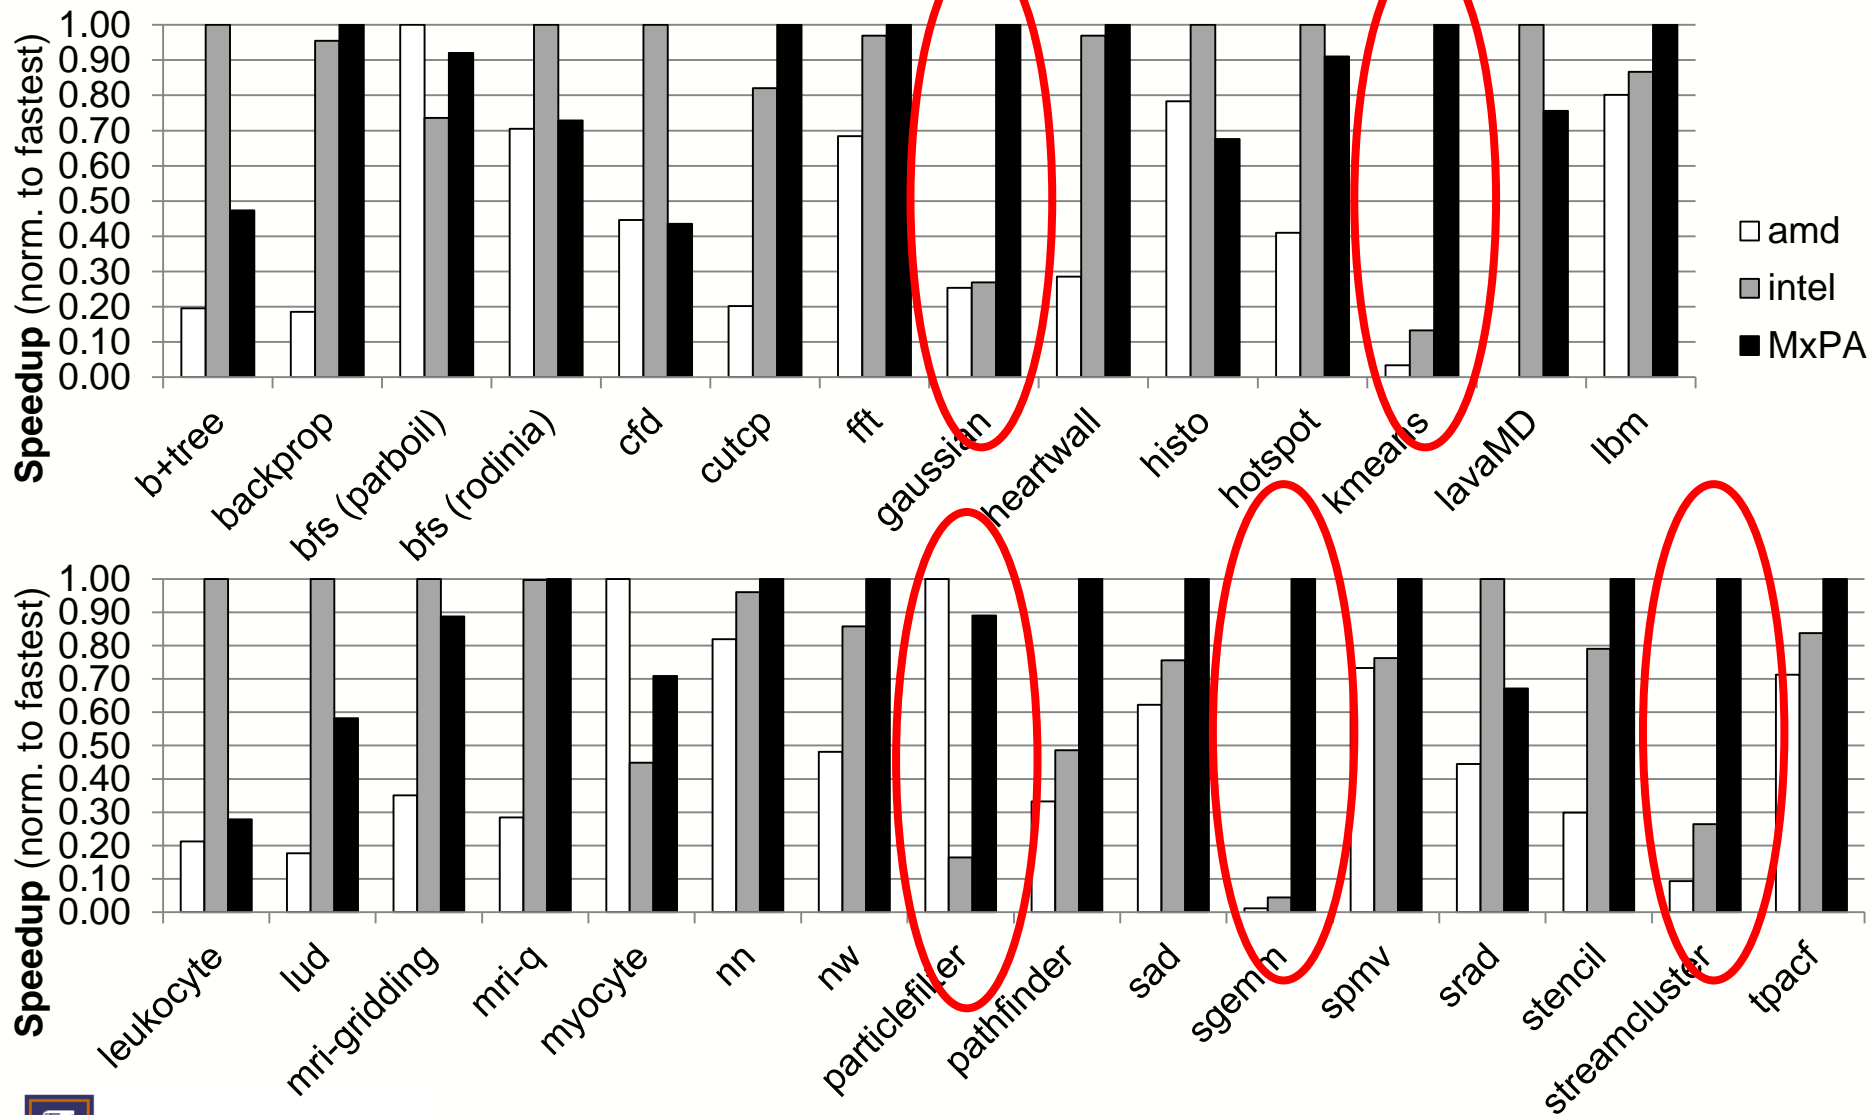 Speedup (norm. to fastest)
1.00
0.90
0.80
0.70
0.60
0.50
0.40
0.30
0.20
0.10
0.00
b+tree
backprop
bfs (parboil)
bfs (rodinia)
cfd
cutcp
fft
gaussian
heartwall
histo
hotspot
kmeans
lavaMD
lbm
amd
intel
MxPA
Speedup (norm. to fastest)
1.00
0.90
0.80
0.70
0.60
0.50
0.40
0.30
0.20
0.10
0.00
leukocyte
lud
mri-gridding
mri-q
myocyte
nn
nw
particlefilter
pathfinder
sad
sgemm
spmv
srad
stencil
streamcluster
tpacf